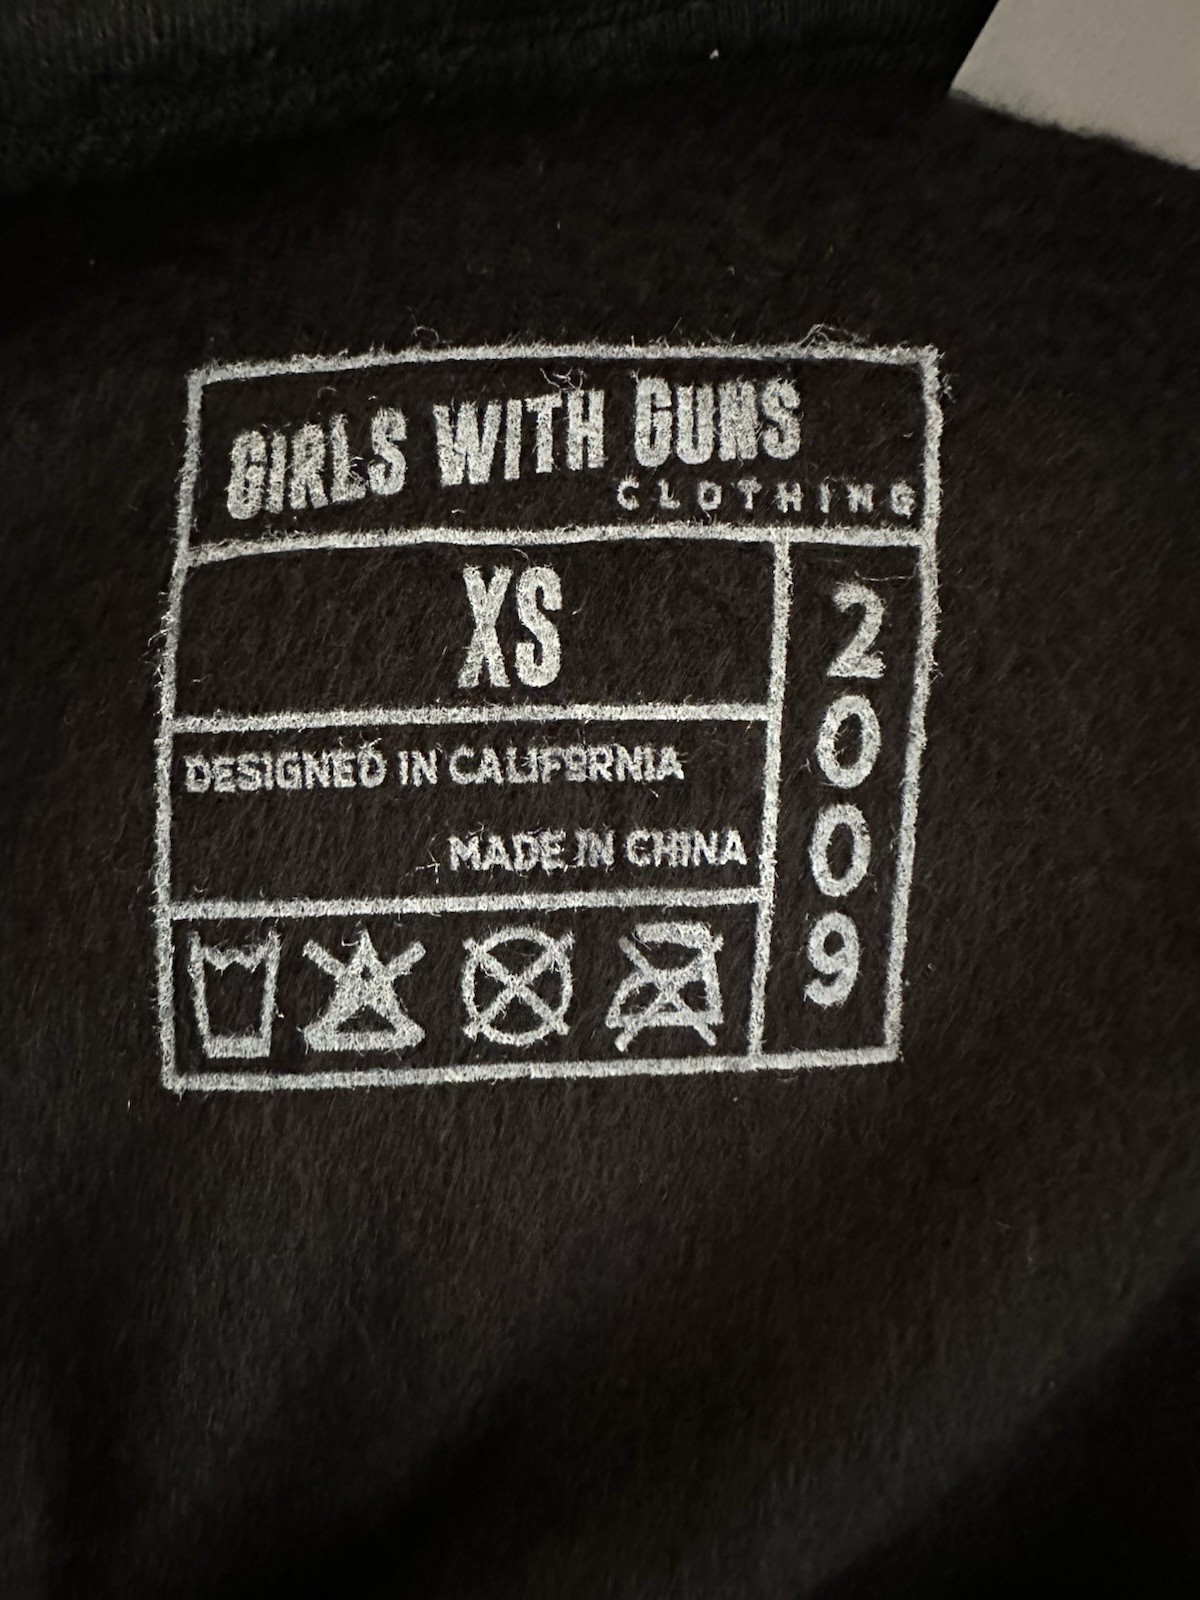 GIRLS WITH GUNS
CLOTHING
XS
DESIGNED IN CALIFORNIA
MADE IN CHINA
2009